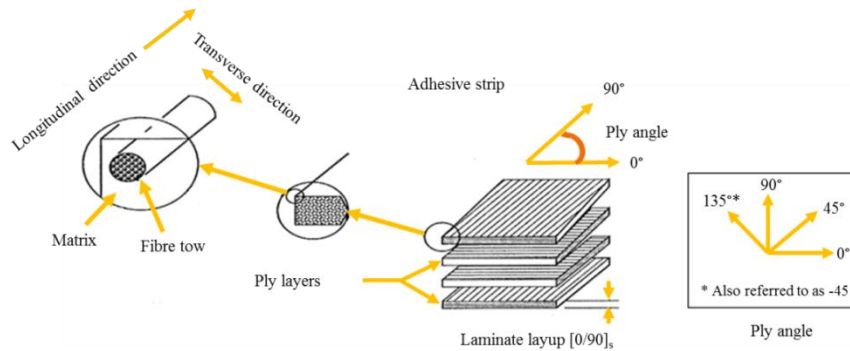 Longitudinal direction
Transverse direction
Matrix
Fibre tow
Adhesive strip
90°
Ply angle
0°
Ply layers
Laminate layup [0/90]s
90°
135°*
45°
0°
* Also referred to as -45
Ply angle